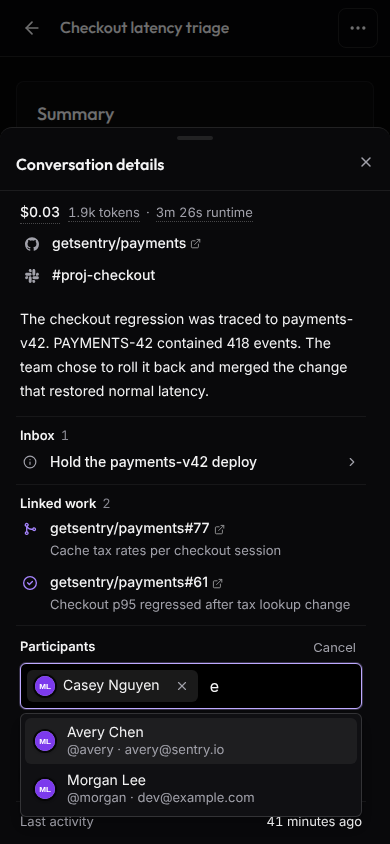 Checkout latency triage
Summary
Conversation details
$0.03 1.9k tokens · 3m 26s runtime
getsentry/payments
#proj-checkout
The checkout regression was traced to payments-
v42. PAYMENTS-42 contained 418 events. The
team chose to roll it back and merged the change
that restored normal latency.
Inbox 1
Hold the payments-v42 deploy
Linked work 2
getsentry/payments#77
Cache tax rates per checkout session
getsentry/payments#61
Checkout p95 regressed after tax lookup change
Participants Cancel
ML Casey Nguyen e
ML Avery Chen
@avery · avery@sentry.io
ML Morgan Lee
@morgan · dev@example.com
Last activity 41 minutes ago